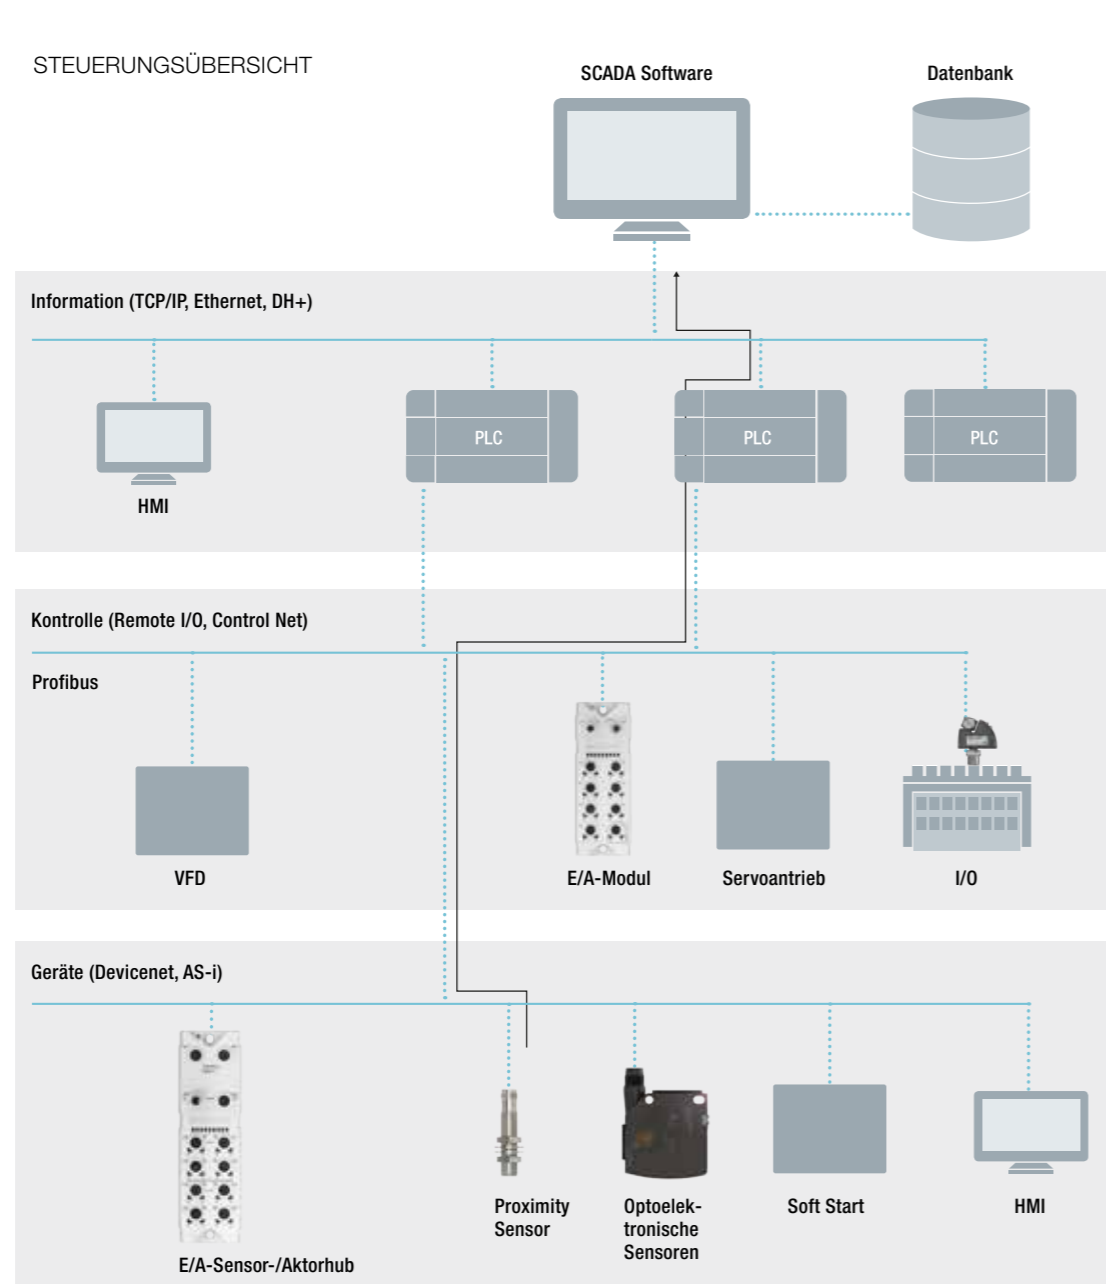 STEUERUNGSÜBERSICHT
SCADA Software
Datenbank
Information (TCP/IP, Ethernet, DH+)
PLC
PLC
PLC
HMI
Kontrolle (Remote I/O, Control Net)
Profibus
VFD
E/A-Modul
Servoantrieb
I/O
Geräte (Devicenet, AS-i)
Proximity
Sensor
Optoelek-
tronische
Sensoren
Soft Start
HMI
E/A-Sensor-/Aktorhub